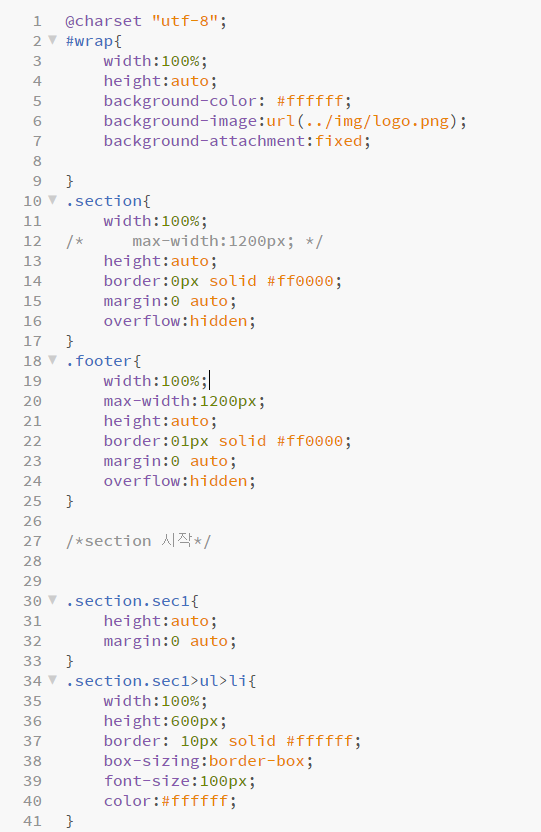 1 @charset "utf-8";
2 ▼ #wrap{
3 width:100%;
4 height:auto;
5 background-color: #ffffff;
6 background-image:url(../img/logo.png);
7 background-attachment:fixed;
8
9 }
10 ▼ .section{
11 width:100%;
12 /* max-width:1200px; */
13 height:auto;
14 border:0px solid #ff0000;
15 margin:0 auto;
16 overflow:hidden;
17 }
18 ▼ .footer{
19 width:100%;
20 max-width:1200px;
21 height:auto;
22 border:01px solid #ff0000;
23 margin:0 auto;
24 overflow:hidden;
25 }
26
27 /*section 시작*/
28
29
30 ▼ .section.sec1{
31 height:auto;
32 margin:0 auto;
33 }
34 ▼ .section.sec1>ul>li{
35 width:100%;
36 height:600px;
37 border: 10px solid #ffffff;
38 box-sizing:border-box;
39 font-size:100px;
40 color:#ffffff;
41 }